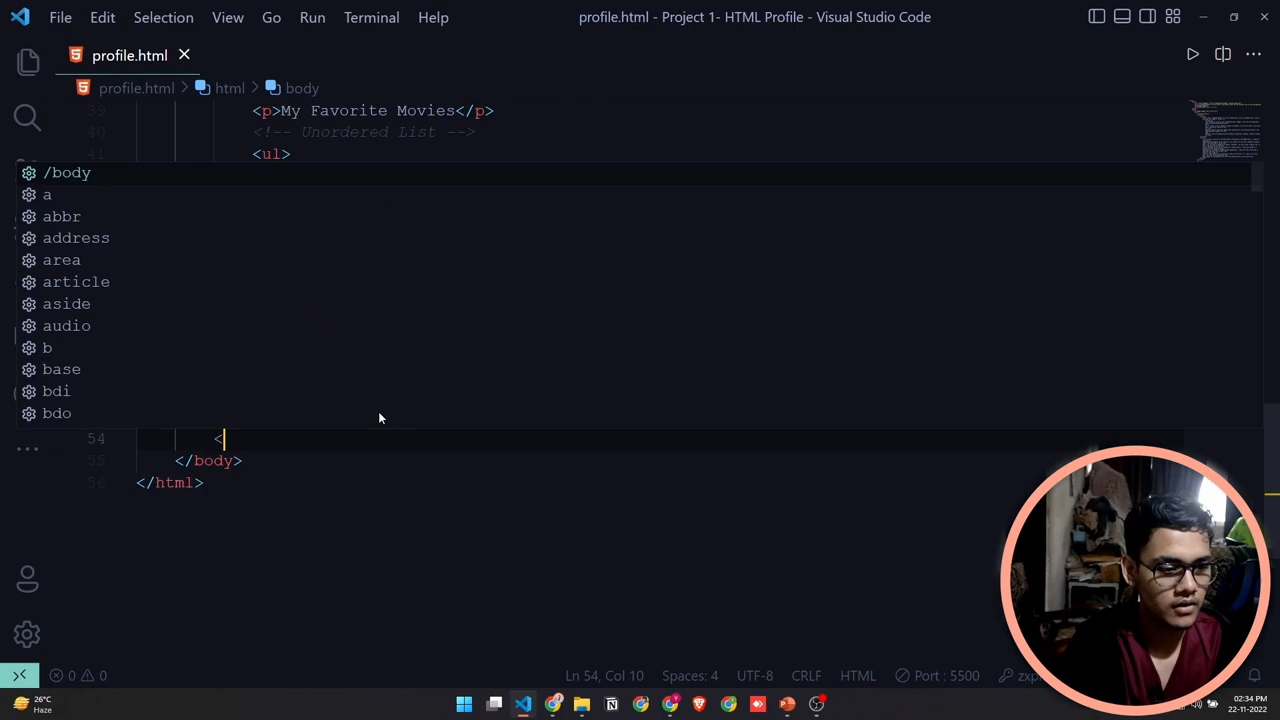 File Edit Selection View Go Run Terminal Help profile.html - Project 1- HTML Profile - Visual Studio Code
profile.html
profile.html > html > body
39 <p>My Favorite Movies</p>
40 <!-- Unordered List -->
41 <ul>
/body
a
abbr
address
area
article
aside
audio
b
base
bdi
bdo
54 <
55 </body>
56 </html>
0 0 Ln 54, Col 10 Spaces: 4 UTF-8 CRLF HTML Port : 5500 zxp
26°C
Haze
02:34 PM
22-11-2022